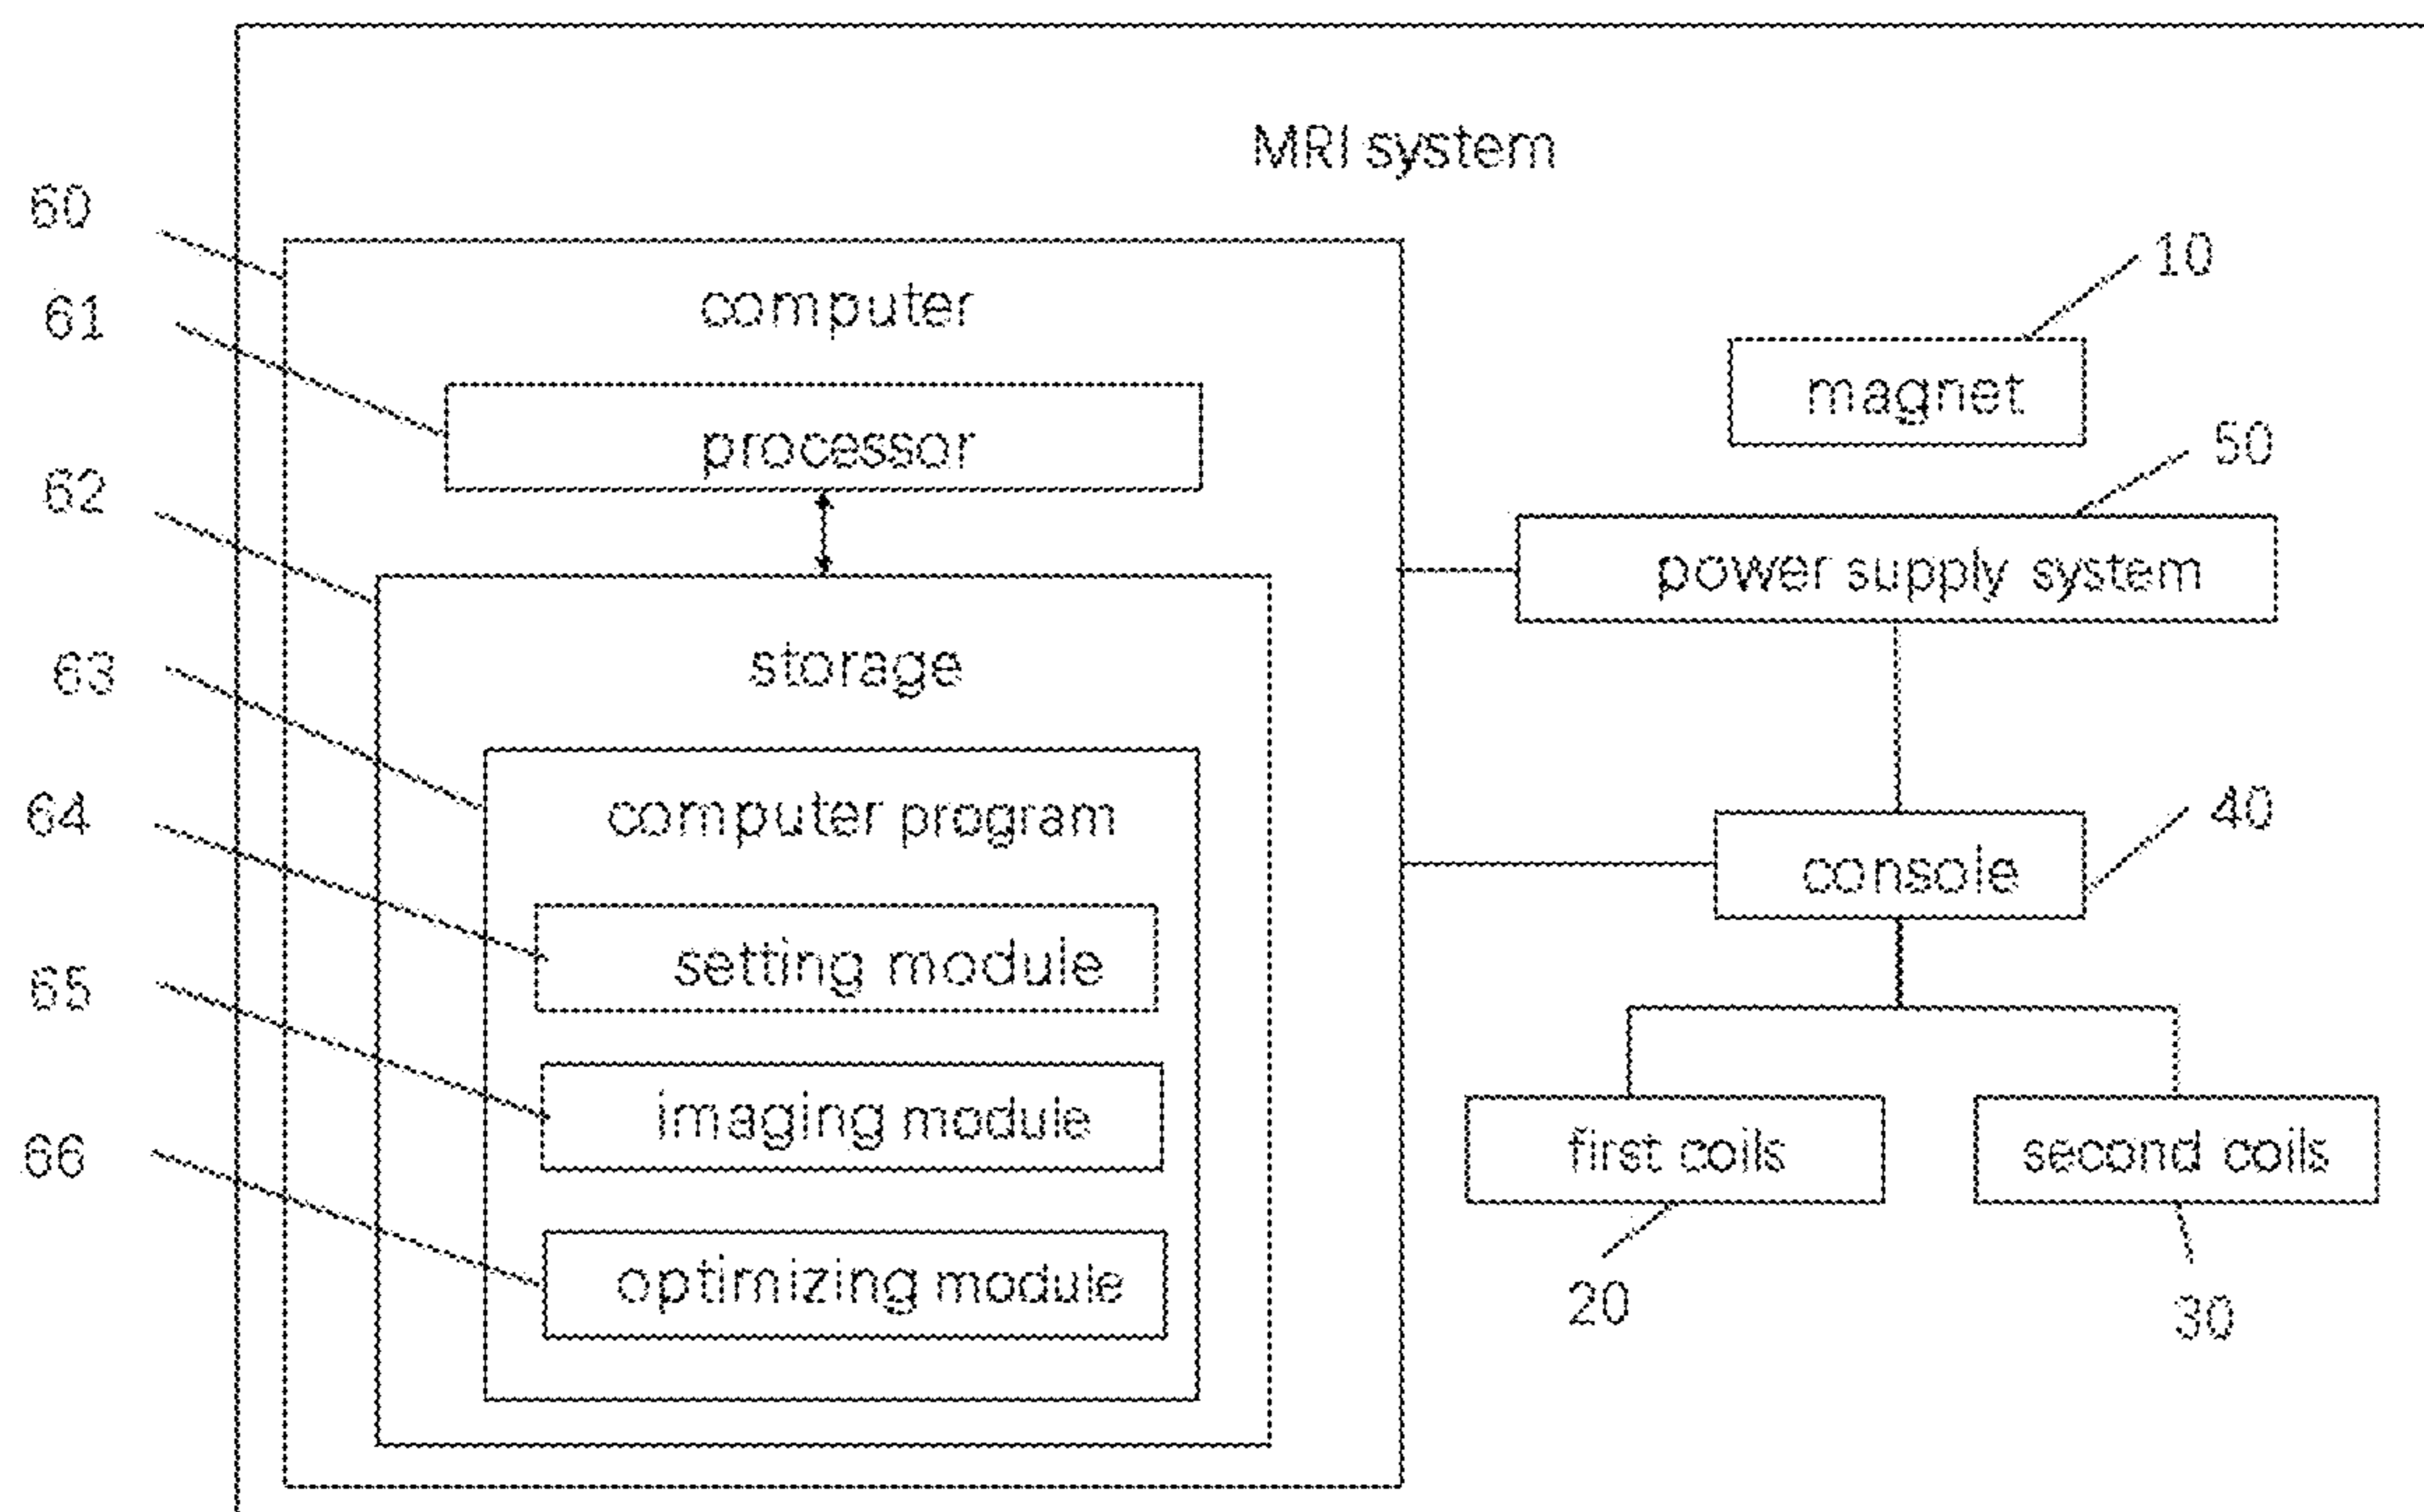 MRI system
60
computer
10
61
magnet
processor
50
62
power supply system
storage
63
computer program
40
64
console
setting module
65
imaging module
first coils
second coils
66
optimizing module
20
30